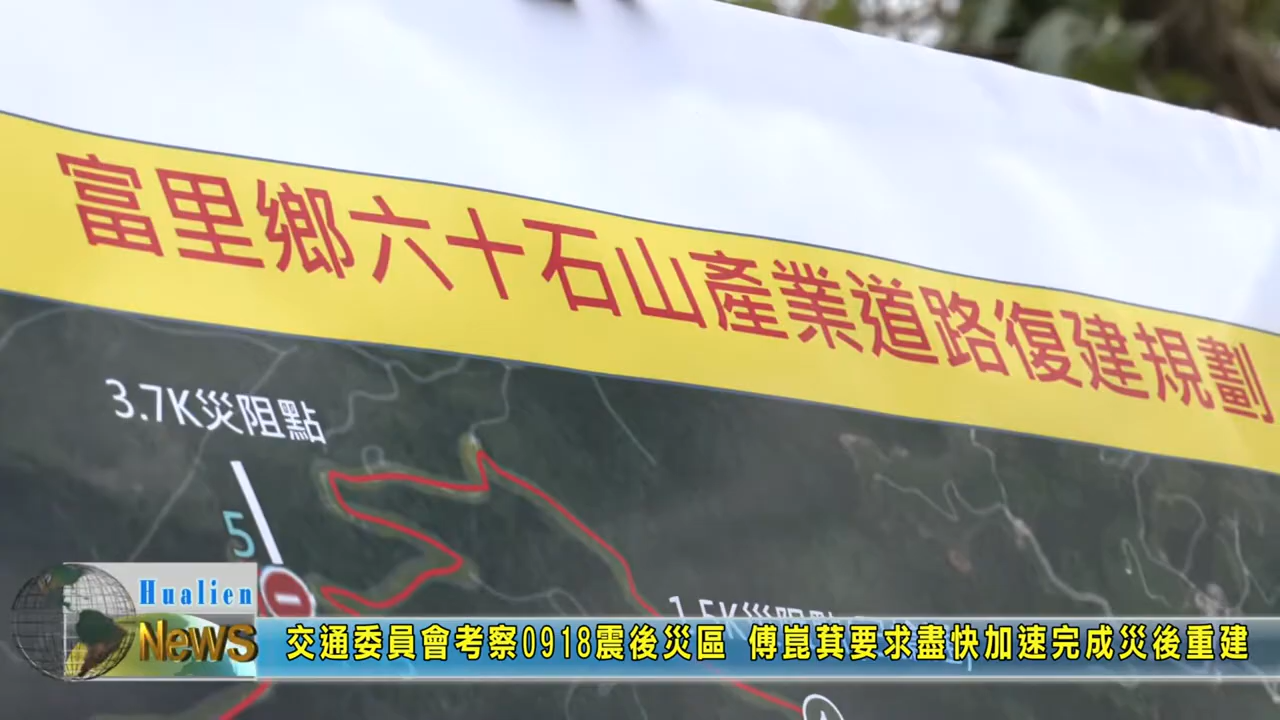 富里鄉六十石山產業道路復建規劃
3.7K災阻點
5
Hualien
News
交通委員會考察0918震後災區 傅崑萁要求盡快加速完成災後重建